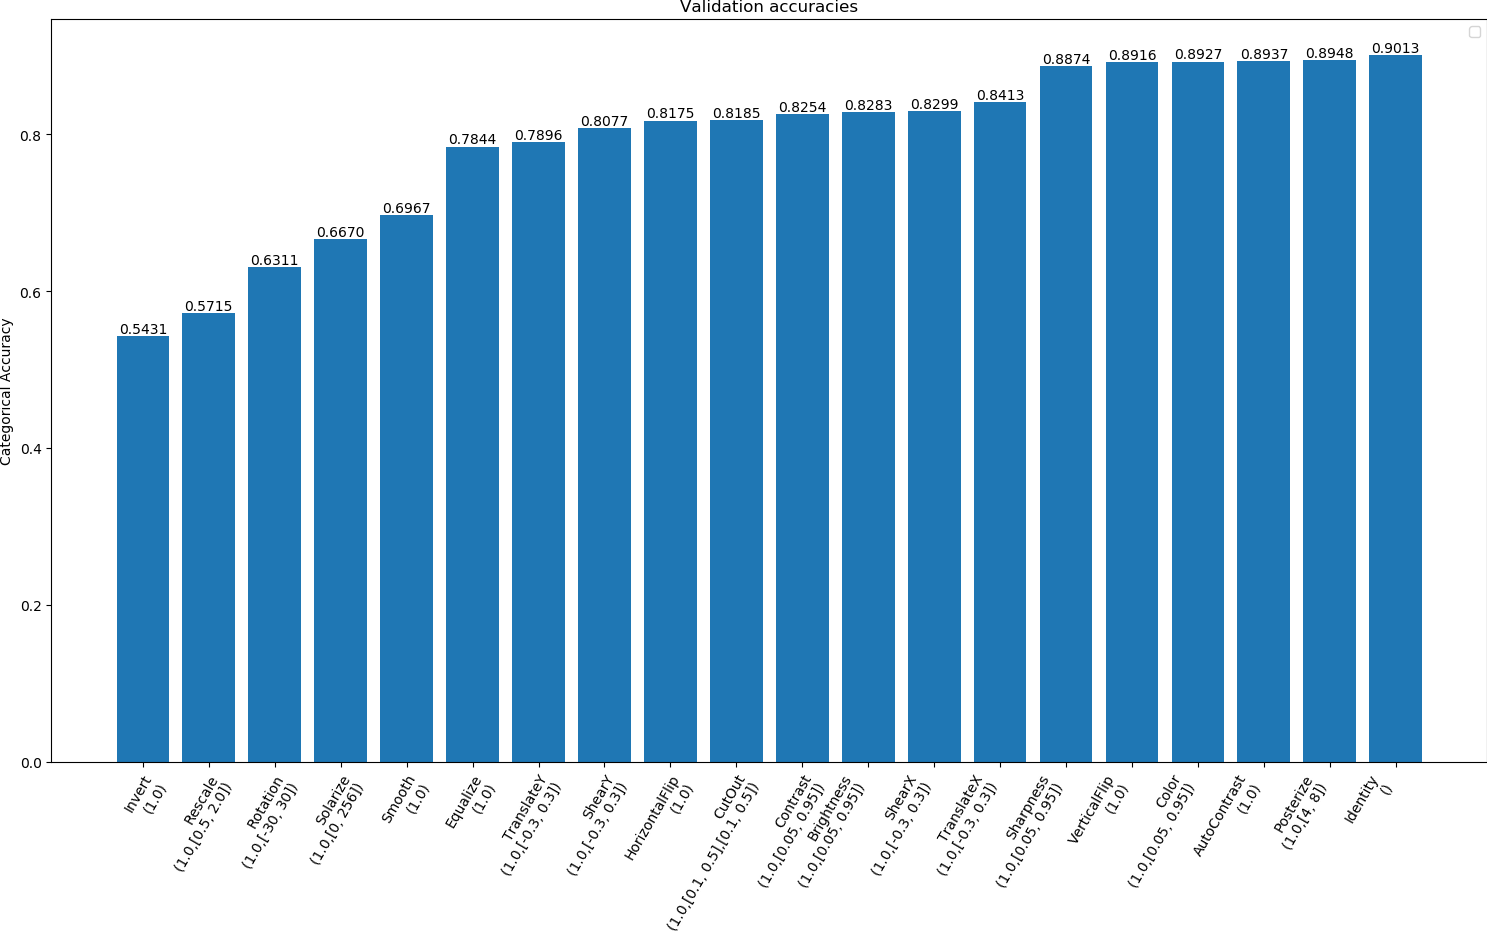 Validation accuracies
Categorical Accuracy
0.8
0.6
0.4
0.2
0.0
0.5431
0.5715
0.6311
0.6670
0.6967
0.7844
0.7896
0.8077
0.8175
0.8185
0.8254
0.8283
0.8299
0.8413
0.8874
0.8916
0.8927
0.8937
0.8948
0.9013
Invert
(1.0)
Rescale
(1.0,[0.5, 2.0])
Rotation
(1.0,[-30, 30])
Solarize
(1.0,[0, 256])
Smooth
(1.0)
Equalize
(1.0)
TranslateY
(1.0,[-0.3, 0.3])
ShearY
(1.0,[-0.3, 0.3])
HorizontalFlip
(1.0)
CutOut
(1.0,[0.1, 0.5],[0.1, 0.5])
Contrast
(1.0,[0.05, 0.95])
Brightness
(1.0,[0.05, 0.95])
ShearX
(1.0,[-0.3, 0.3])
TranslateX
(1.0,[-0.3, 0.3])
Sharpness
(1.0,[0.05, 0.95])
VerticalFlip
(1.0)
Color
(1.0,[0.05, 0.95])
AutoContrast
(1.0)
Posterize
(1.0,[4, 8])
Identity
()